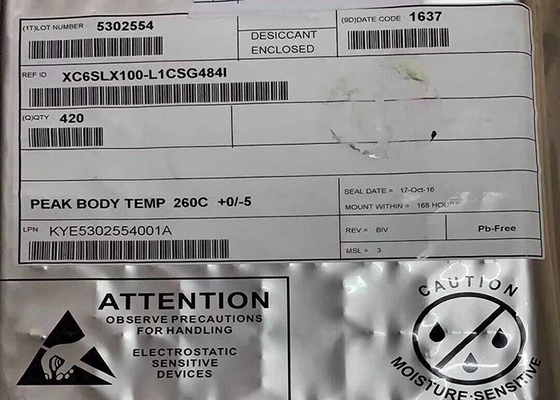 (1T)LOT NUMBER 5302554
DESICCANT
ENCLOSED
(9D)DATE CODE 1637
REF ID XC6SLX100-L1CSG484I
(Q)QTY 420
PEAK BODY TEMP 260C +0/-5
SEAL DATE = 17-Oct-16
MOUNT WITHIN = 168
LPN KYE5302554001A
REV = BIV
Pb-Free
MSL = 3
ATTENTION
OBSERVE PRECAUTIONS
FOR HANDLING
ELECTROSTATIC
SENSITIVE
DEVICES
CAUTION
MOISTURE-SENSITIVE